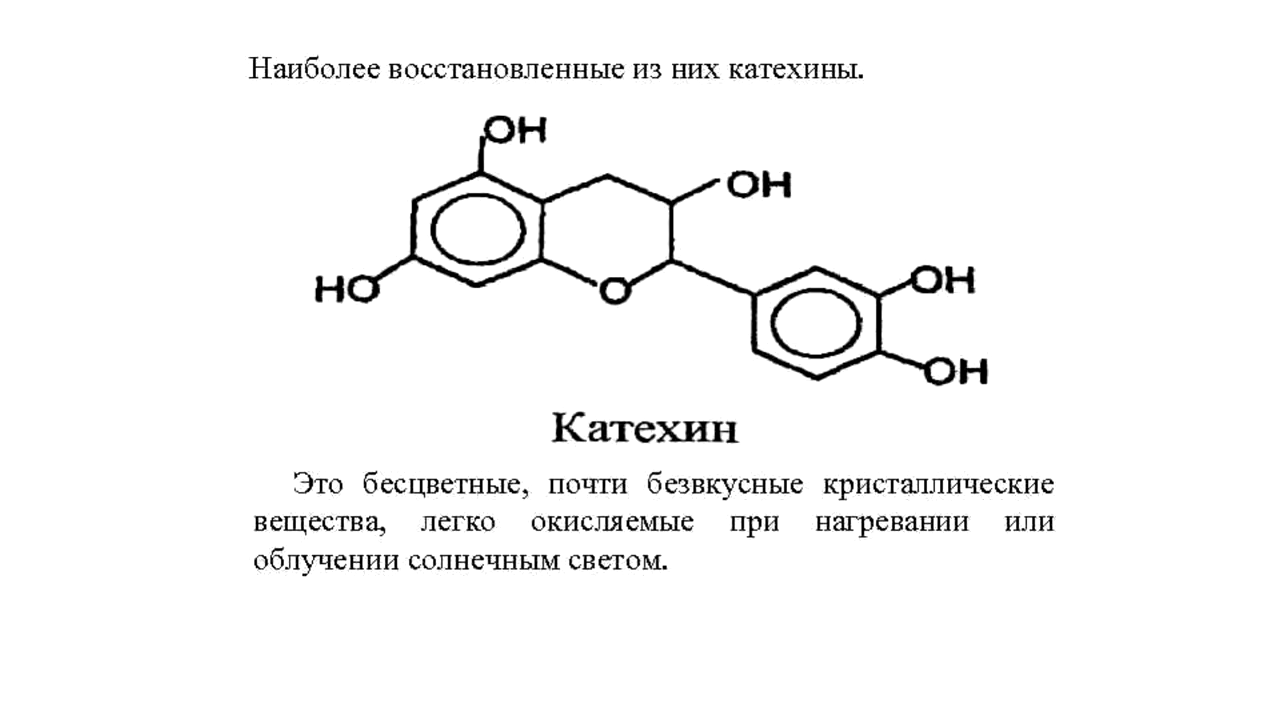 Наиболее восстановленные из них катехины.
OH
OH
HO
O
OH
OH
Катехин
Это бесцветные, почти безвкусные кристаллические
вещества, легко окисляемые при нагревании или
облучении солнечным светом.